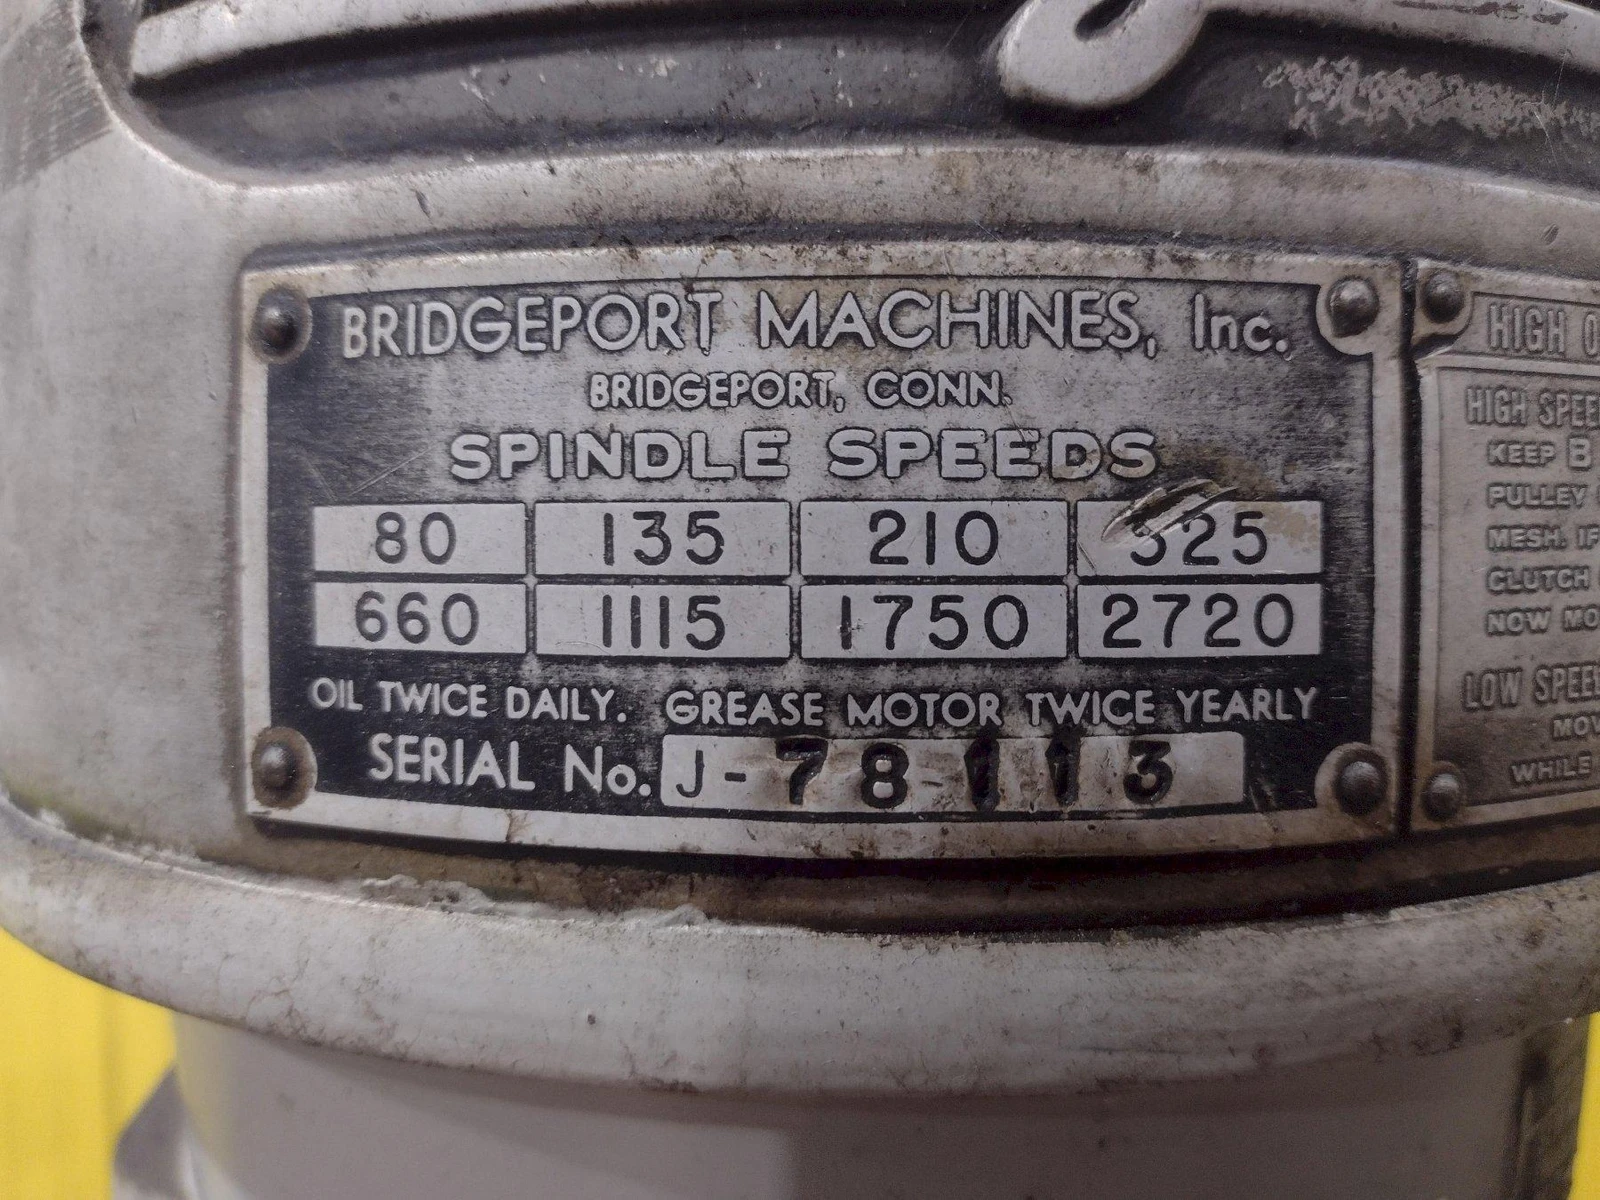 BRIDGEPORT MACHINES, Inc.
BRIDGEPORT, CONN.
SPINDLE SPEEDS
80 135 210 325
660 1115 1750 2720
OIL TWICE DAILY. GREASE MOTOR TWICE YEARLY
SERIAL No. J-78113
HIGH
HIGH SPEE
KEEP B
PULLEY
MESH. IF
CLUTCH
NOW MO
LOW SPEE
MOV
WHILE